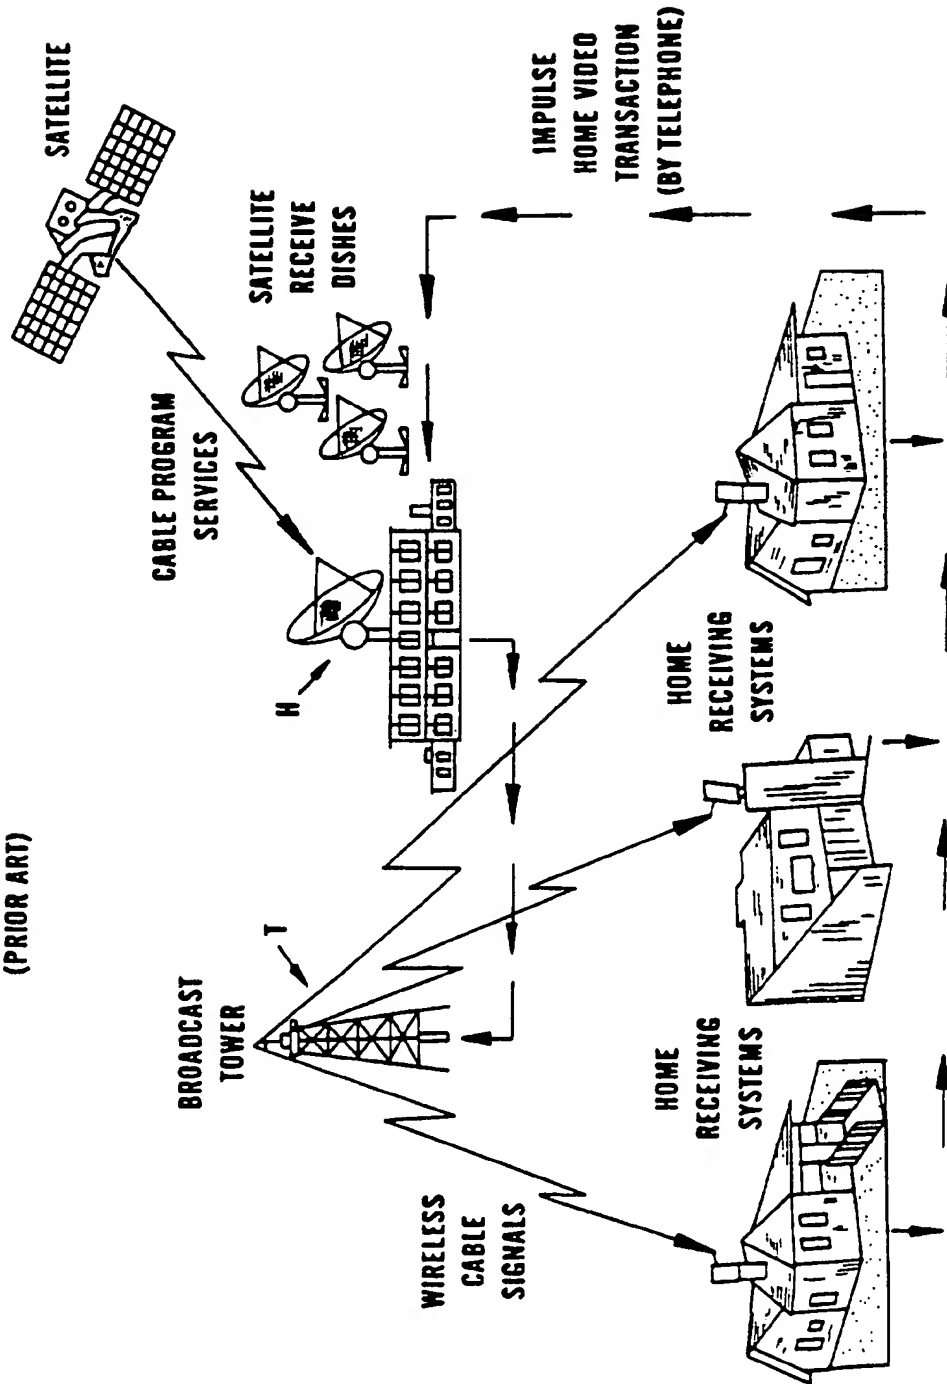 (PRIOR ART)
SATELLITE
CABLE PROGRAM
SERVICES
SATELLITE
RECEIVE
DISHES
IMPULSE
HOME VIDEO
TRANSACTION
(BY TELEPHONE)
H
BROADCAST
TOWER
T
WIRELESS
CABLE
SIGNALS
HOME
RECEIVING
SYSTEMS
HOME
RECEIVING
SYSTEMS